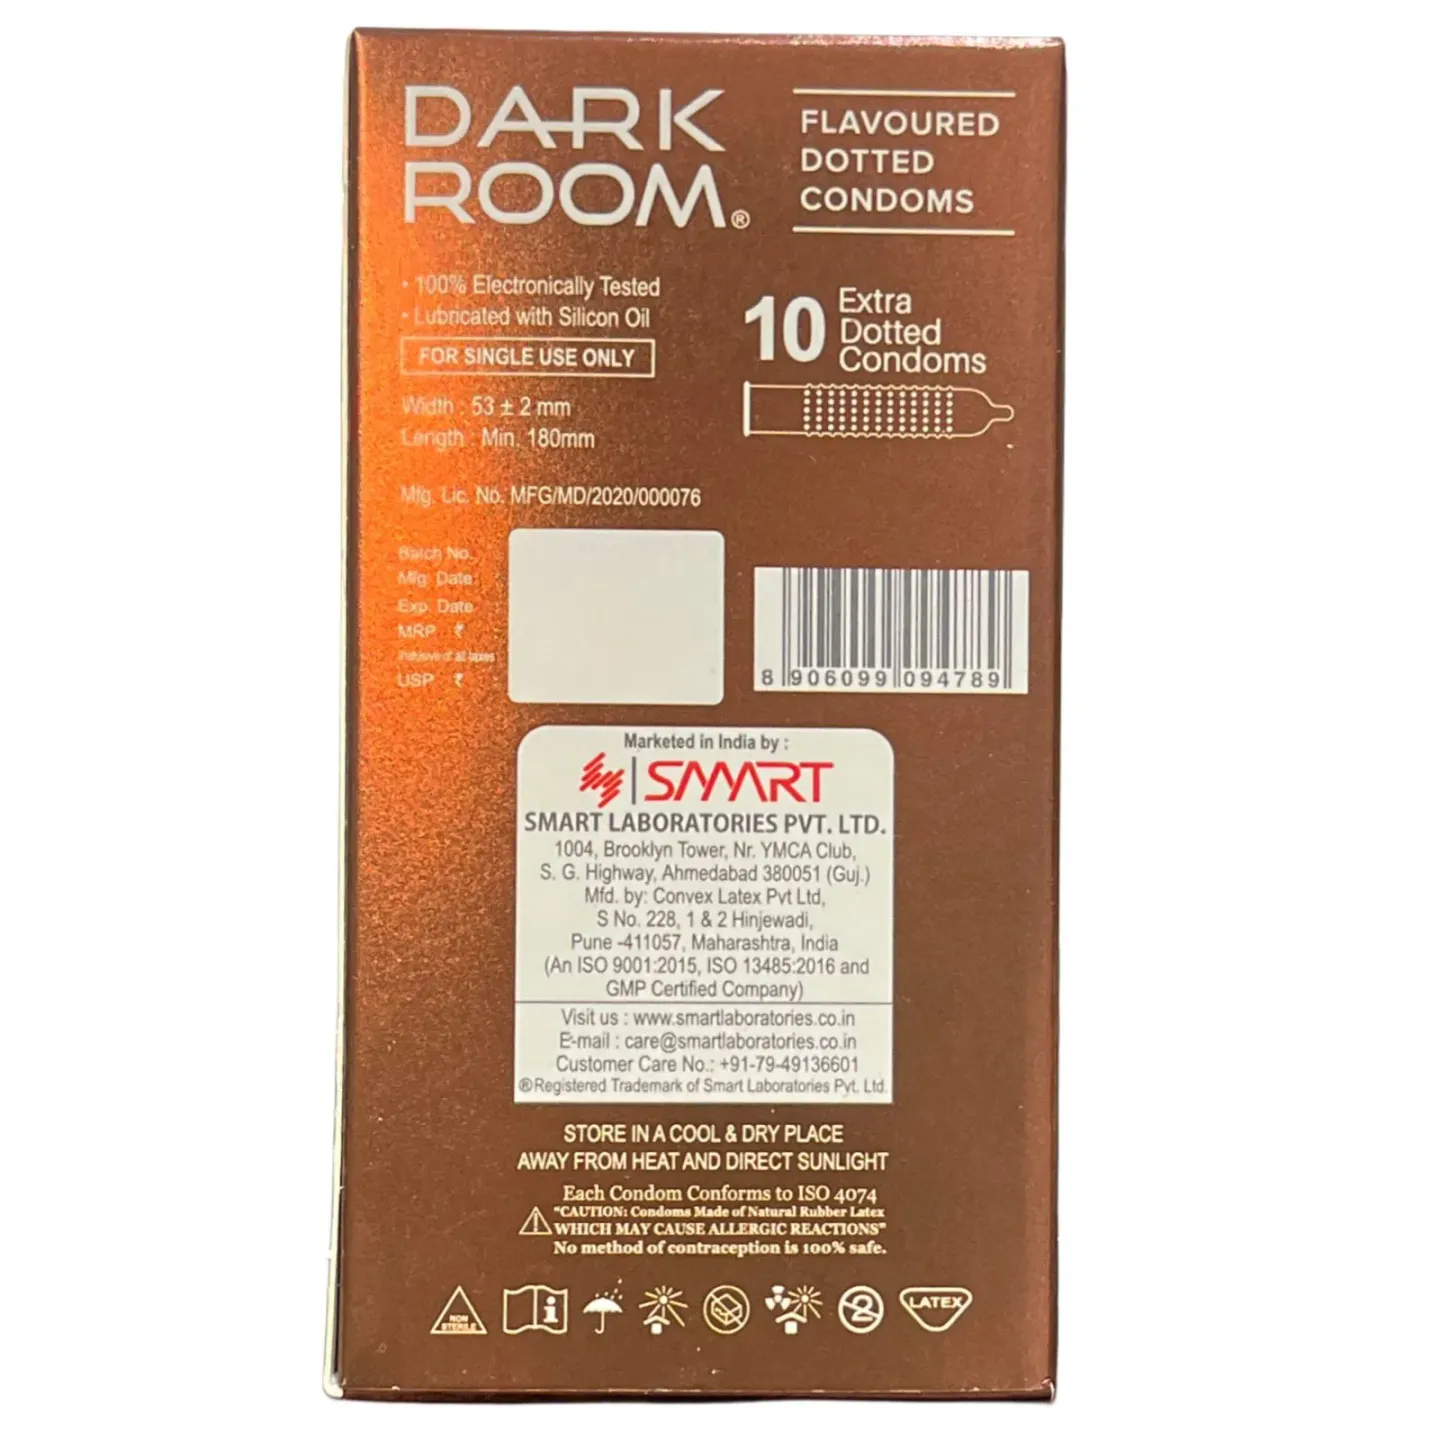 DARK
ROOM®
FLAVOURED
DOTTED
CONDOMS
• 100% Electronically Tested
• Lubricated with Silicon Oil
FOR SINGLE USE ONLY
Width : 53 ± 2 mm
Length : Min. 180mm
10 Extra
Dotted
Condoms
Mfg. Lic. No. MFG/MD/2020/000076
Batch No.
Mfg. Date
Exp. Date
MRP ₹
Inclusive of all taxes
USP ₹
8 906099 094789
Marketed in India by :
SMART
SMART LABORATORIES PVT. LTD.
1004, Brooklyn Tower, Nr. YMCA Club,
S. G. Highway, Ahmedabad 380051 (Guj.)
Mfd. by: Convex Latex Pvt Ltd,
S No. 228, 1 & 2 Hinjewadi,
Pune -411057, Maharashtra, India
(An ISO 9001:2015, ISO 13485:2016 and
GMP Certified Company)
Visit us : www.smartlaboratories.co.in
E-mail : care@smartlaboratories.co.in
Customer Care No.: +91-79-49136601
®Registered Trademark of Smart Laboratories Pvt. Ltd.
STORE IN A COOL & DRY PLACE
AWAY FROM HEAT AND DIRECT SUNLIGHT
Each Condom Conforms to ISO 4074
"CAUTION: Condoms Made of Natural Rubber Latex
WHICH MAY CAUSE ALLERGIC REACTIONS"
No method of contraception is 100% safe.
NON
STERILE
i
2
LATEX